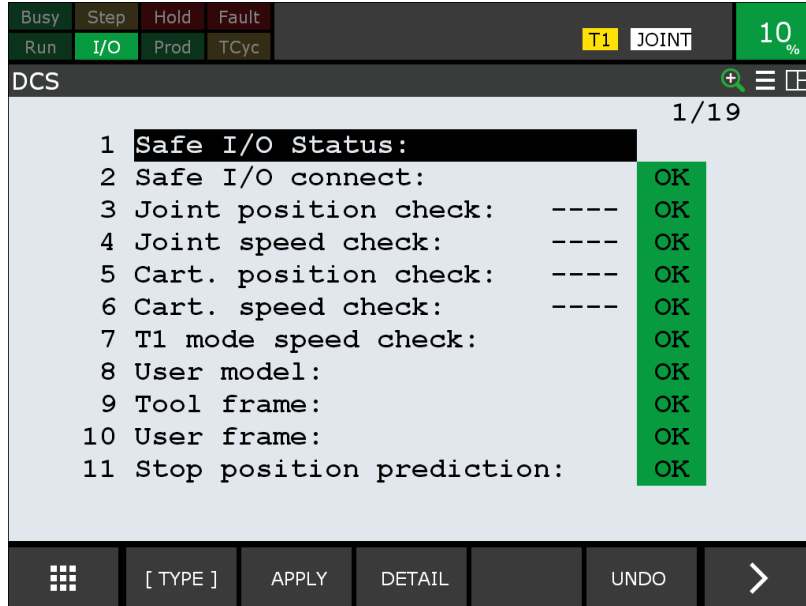 Busy Step Hold Fault
Run I/O Prod TCyc
T1 JOINT 10%
DCS
1/19
1 Safe I/O Status:
2 Safe I/O connect: OK
3 Joint position check: ---- OK
4 Joint speed check: ---- OK
5 Cart. position check: ---- OK
6 Cart. speed check: ---- OK
7 T1 mode speed check: OK
8 User model: OK
9 Tool frame: OK
10 User frame: OK
11 Stop position prediction: OK
[ TYPE ] APPLY DETAIL UNDO >